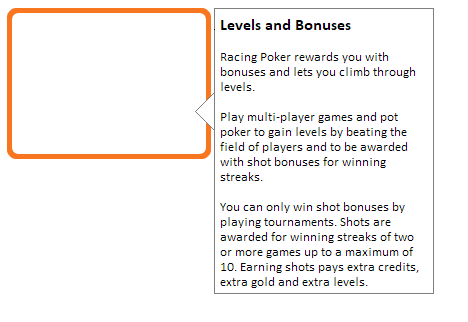 Levels and Bonuses
Racing Poker rewards you with
bonuses and lets you climb through
levels.
Play multi-player games and pot
poker to gain levels by beating the
field of players and to be awarded
with shot bonuses for winning
streaks.
You can only win shot bonuses by
playing tournaments. Shots are
awarded for winning streaks of two
or more games up to a maximum of
10. Earning shots pays extra credits,
extra gold and extra levels.